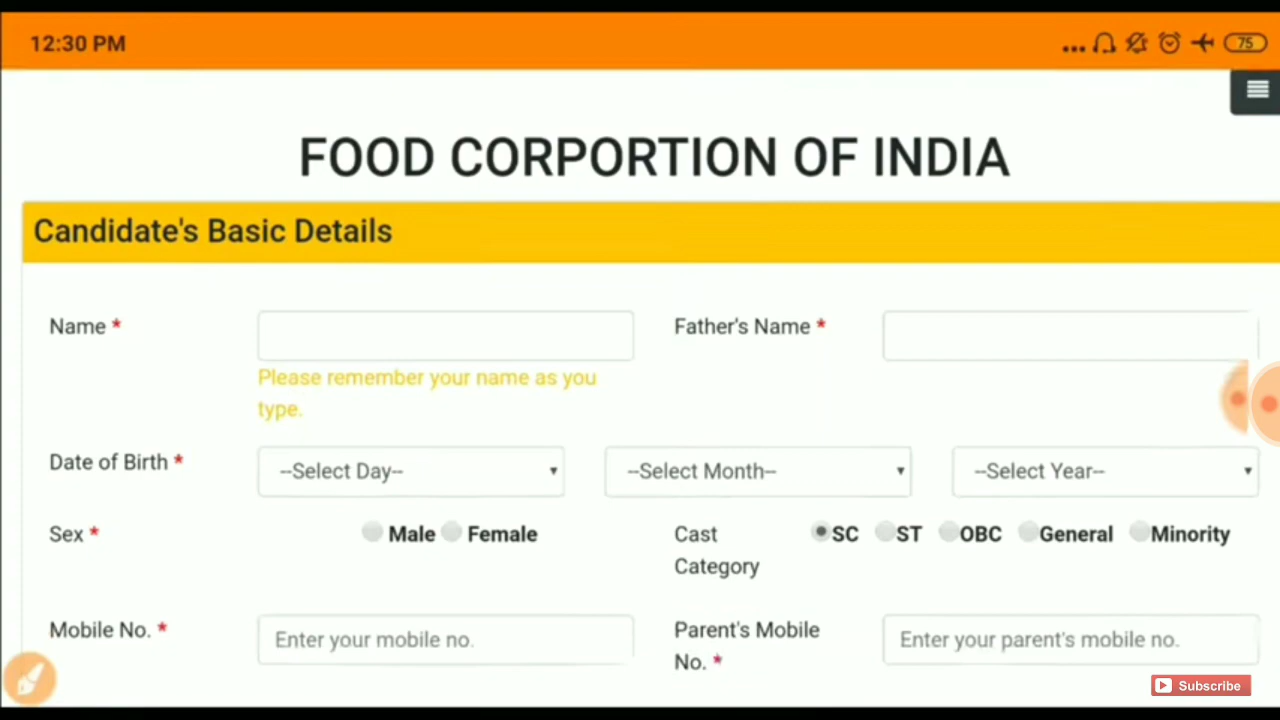 12:30 PM
75
FOOD CORPORTION OF INDIA
Candidate's Basic Details
Name *
Father's Name *
Please remember your name as you
type.
Date of Birth *
--Select Day--
--Select Month--
--Select Year--
Sex *
Male
Female
Cast
Category
SC
ST
OBC
General
Minority
Mobile No. *
Enter your mobile no.
Parent's Mobile
No. *
Enter your parent's mobile no.
Subscribe